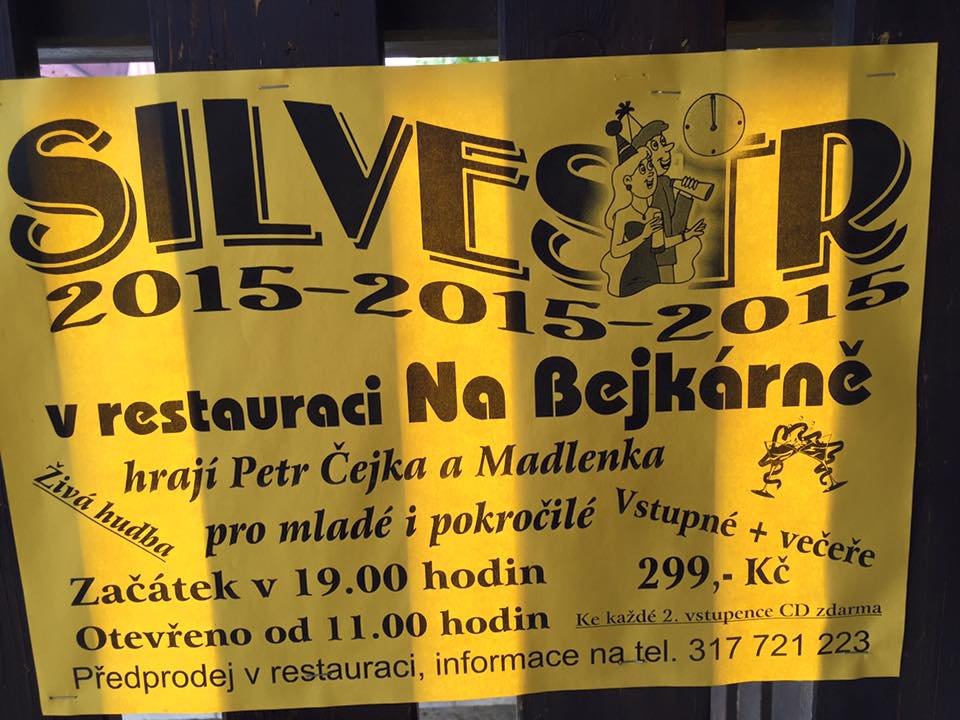 SILVESTR
2015-2015-2015
v restauraci Na Bejkárně
hrají Petr Čejka a Madlenka
Živá hudba
pro mladé i pokročilé
Vstupné + večeře
Začátek v 19.00 hodin
299,- Kč
Otevřeno od 11.00 hodin
Ke každé 2. vstupence CD zdarma
Předprodej v restauraci, informace na tel. 317 721 223